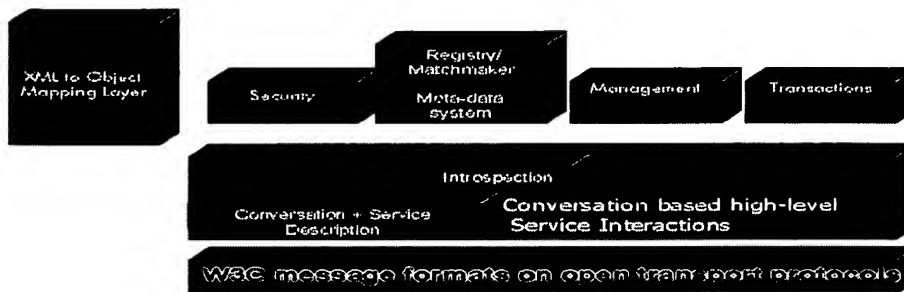 XML to Object
Mapping Layer
Security
Registry/
Matchmaker
Meta-data
system
Management
Transactions
Introspection
Conversation + Service
Description
Conversation based high-level
Service Interactions
W3C message formats on open transport protocols